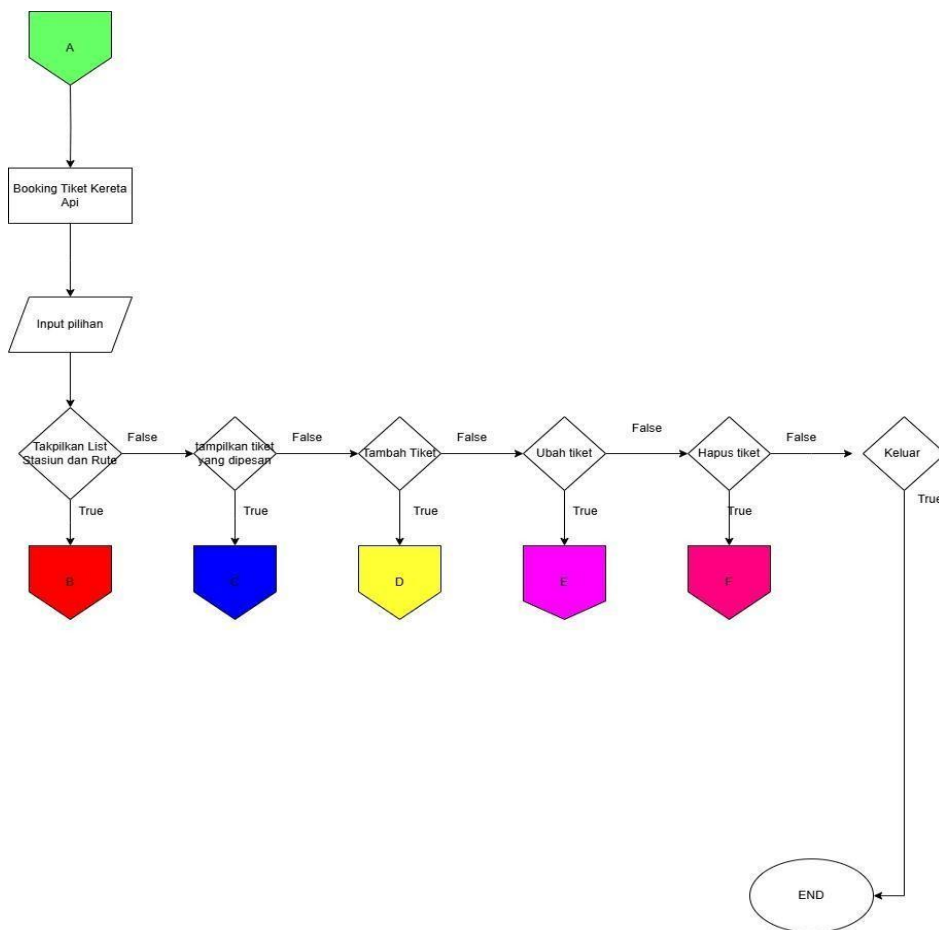 A
Booking Tiket Kereta
Api
Input pilihan
Takpilkan List
Stasiun dan Rute
False
tampilkan tiket
yang dipesan
False
Tambah Tiket
False
Ubah tiket
False
Hapus tiket
False
Keluar
True
True
True
True
True
True
B
C
D
E
F
END